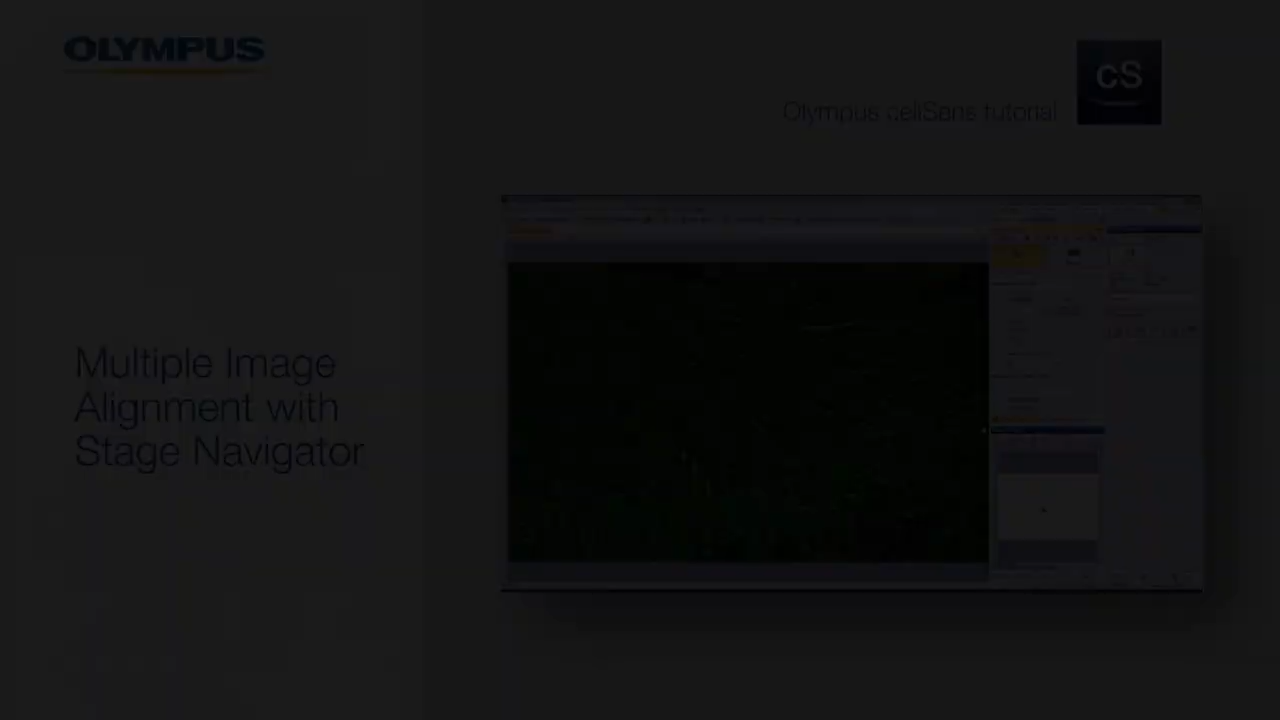 OLYMPUS
cS
Olympus cellSens tutorial
Multiple Image
Alignment with
Stage Navigator